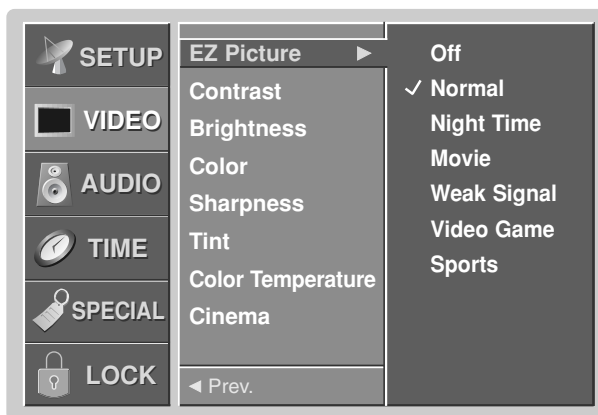 SETUP
VIDEO
AUDIO
TIME
SPECIAL
LOCK
EZ Picture ►
Contrast
Brightness
Color
Sharpness
Tint
Color Temperature
Cinema
◄ Prev.
Off
✓ Normal
Night Time
Movie
Weak Signal
Video Game
Sports